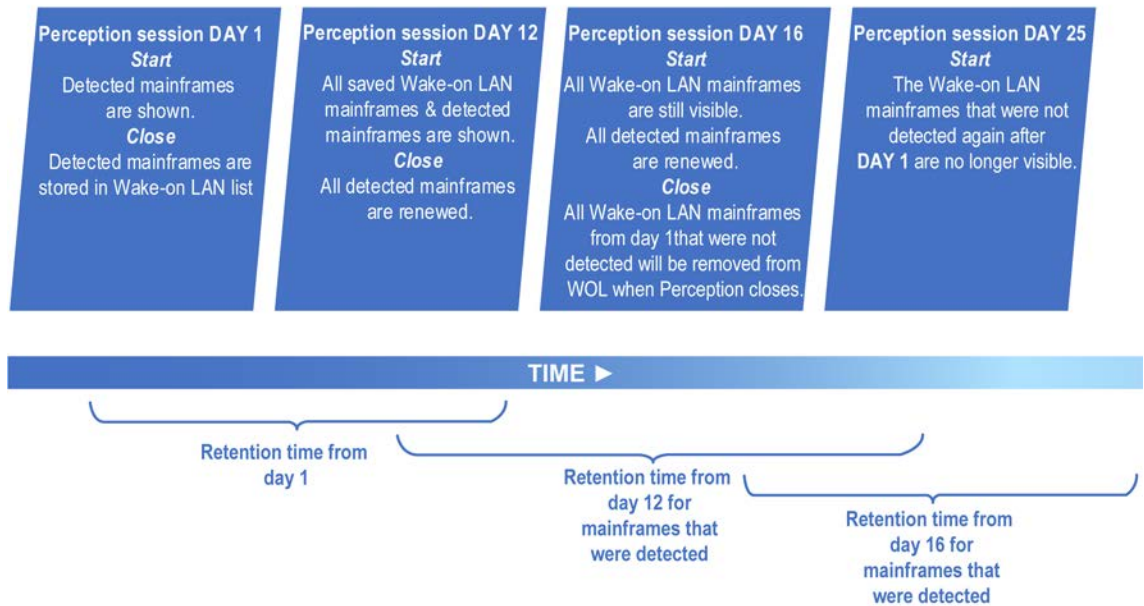 Perception session DAY 1
Start
Detected mainframes
are shown.
Close
Detected mainframes are
stored in Wake-on LAN list
Perception session DAY 12
Start
All saved Wake-on LAN
mainframes & detected
mainframes are shown.
Close
All detected mainframes
are renewed.
Perception session DAY 16
Start
All Wake-on LAN mainframes
are still visible.
All detected mainframes
are renewed.
Close
All Wake-on LAN mainframes
from day 1that were not
detected will be removed from
WOL when Perception closes.
Perception session DAY 25
Start
The Wake-on LAN
mainframes that were not
detected again after
DAY 1 are no longer visible.
TIME ►
Retention time from
day 1
Retention time from
day 12 for
mainframes that
were detected
Retention time from
day 16 for
mainframes that
were detected